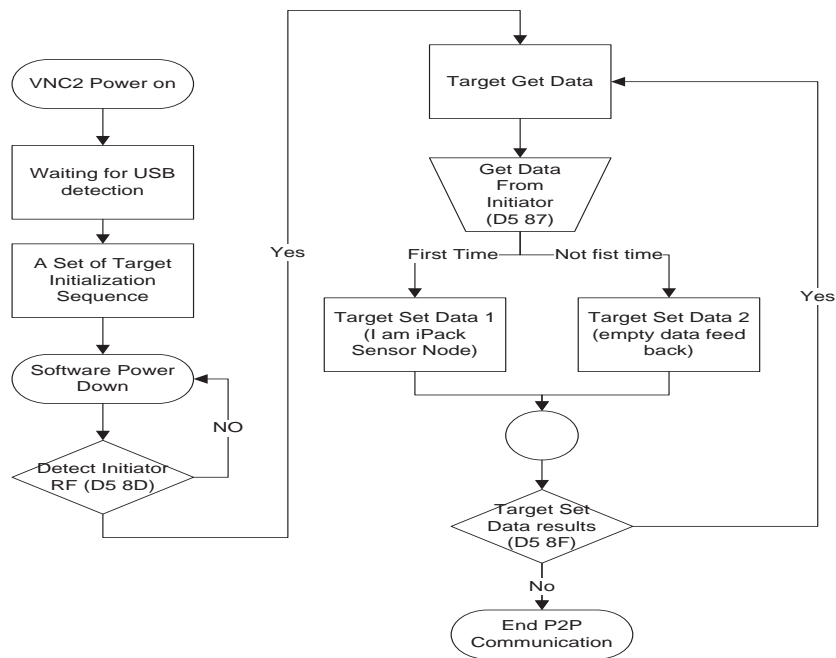 VNC2 Power on
Waiting for USB
detection
A Set of Target
Initialization
Sequence
Software Power
Down
NO
Detect Initiator
RF (D5 8D)
Yes
Target Get Data
Get Data
From
Initiator
(D5 87)
First Time
Not fist time
Target Set Data 1
(I am iPack
Sensor Node)
Target Set Data 2
(empty data feed
back)
Yes
Target Set
Data results
(D5 8F)
No
End P2P
Communication